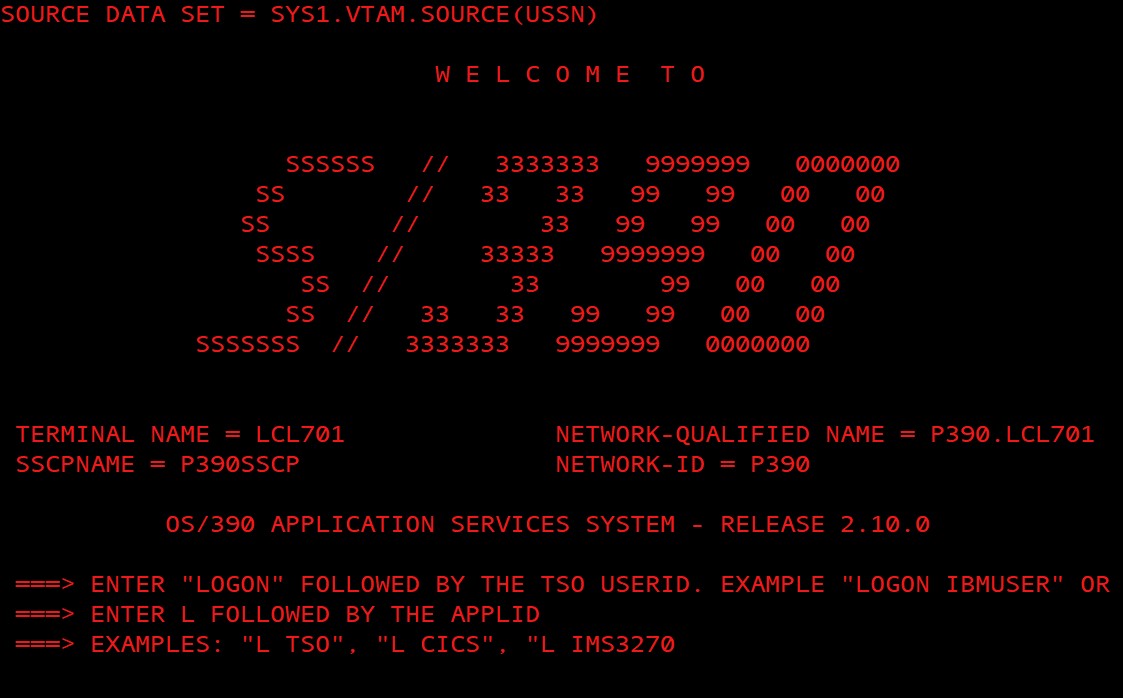 SOURCE DATA SET = SYS1.VTAM.SOURCE(USSN)
W E L C O M E  T O
SSSSSS   //   3333333   9999999   0000000
SS        //   33   33   99   99   00   00
SS        //        33   99   99   00   00
SSSS    //     33333   9999999   00   00
SS  //        33        99   00   00
SS  //   33   33   99   99   00   00
SSSSSSS  //   3333333   9999999   0000000
TERMINAL NAME = LCL701              NETWORK-QUALIFIED NAME = P390.LCL701
SSCPNAME = P390SSCP                 NETWORK-ID = P390
OS/390 APPLICATION SERVICES SYSTEM - RELEASE 2.10.0
===> ENTER "LOGON" FOLLOWED BY THE TSO USERID. EXAMPLE "LOGON IBMUSER" OR
===> ENTER L FOLLOWED BY THE APPLID
===> EXAMPLES: "L TSO", "L CICS", "L IMS3270